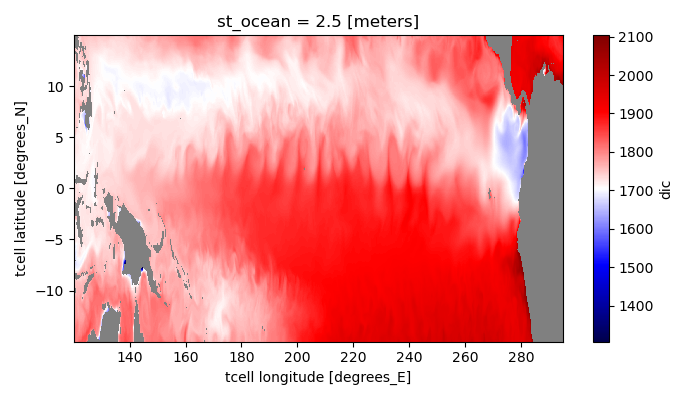 st_ocean = 2.5 [meters]
tcell latitude [degrees_N]
10
5
0
−5
−10
140 160 180 200 220 240 260 280
tcell longitude [degrees_E]
2100
2000
1900
1800
1700
1600
1500
1400
dic